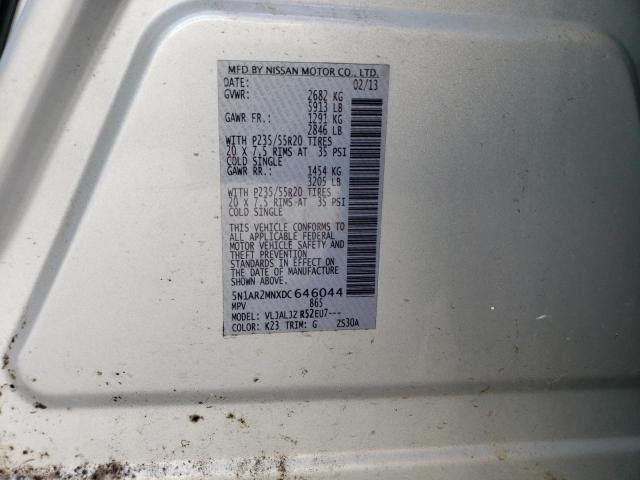 MFD BY NISSAN MOTOR CO., LTD.
DATE: 02/13
GVWR: 2682 KG
5913 LB
GAWR FR.: 1291 KG
2846 LB
WITH P235/55R20 TIRES
20 X 7.5 RIMS AT 35 PSI
COLD SINGLE
GAWR RR.: 1454 KG
3205 LB
WITH P235/55R20 TIRES
20 X 7.5 RIMS AT 35 PSI
COLD SINGLE
THIS VEHICLE CONFORMS TO
ALL APPLICABLE FEDERAL
MOTOR VEHICLE SAFETY AND
THEFT PREVENTION
STANDARDS IN EFFECT ON
THE DATE OF MANUFACTURE
SHOWN ABOVE.
5N1AR2MNXDC646044
MPV 865
MODEL: VLJALJZ RS2EU7---
COLOR: K23 TRIM: G ZS30A